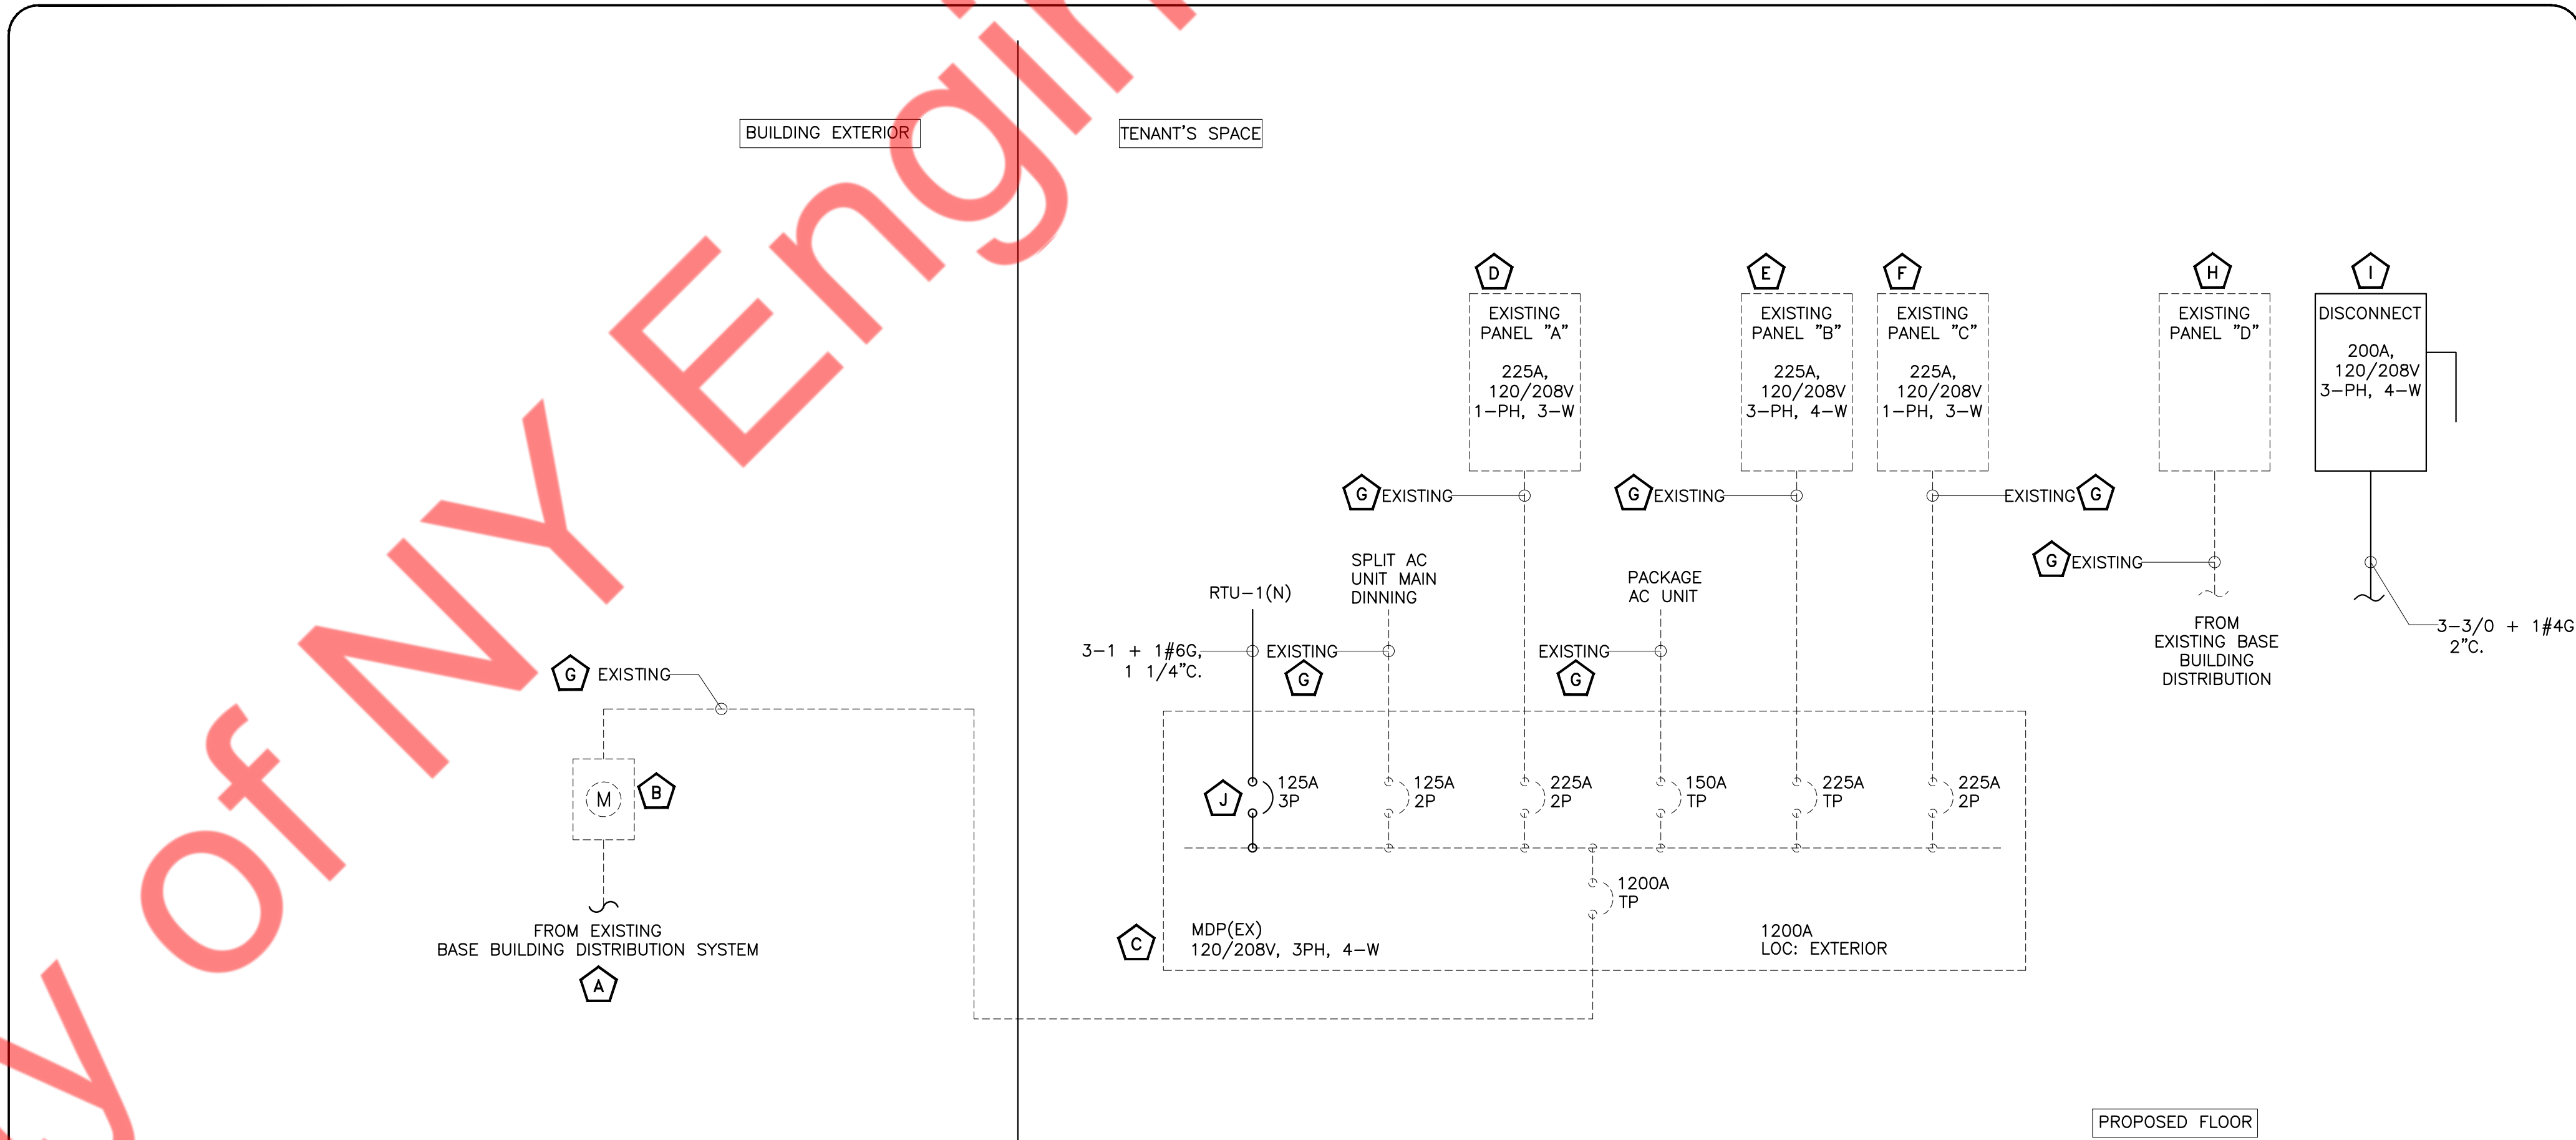 BUILDING EXTERIOR
TENANT'S SPACE
D
EXISTING
PANEL "A"
225A,
120/208V
1-PH, 3-W
E
EXISTING
PANEL "B"
225A,
120/208V
3-PH, 4-W
F
EXISTING
PANEL "C"
225A,
120/208V
1-PH, 3-W
H
EXISTING
PANEL "D"
I
DISCONNECT
200A,
120/208V
3-PH, 4-W
G EXISTING
G EXISTING
EXISTING G
G EXISTING
FROM
EXISTING BASE
BUILDING
DISTRIBUTION
3-3/0 + 1#4G
2"C.
RTU-1(N)
3-1 + 1#6G,
1 1/4"C.
SPLIT AC
UNIT MAIN
DINNING
EXISTING
G
PACKAGE
AC UNIT
EXISTING
G
G EXISTING
M
B
FROM EXISTING
BASE BUILDING DISTRIBUTION SYSTEM
A
J
125A
3P
125A
2P
225A
2P
150A
TP
225A
TP
225A
2P
1200A
TP
C
MDP(EX)
120/208V, 3PH, 4-W
1200A
LOC: EXTERIOR
PROPOSED FLOOR
y of NY Engin